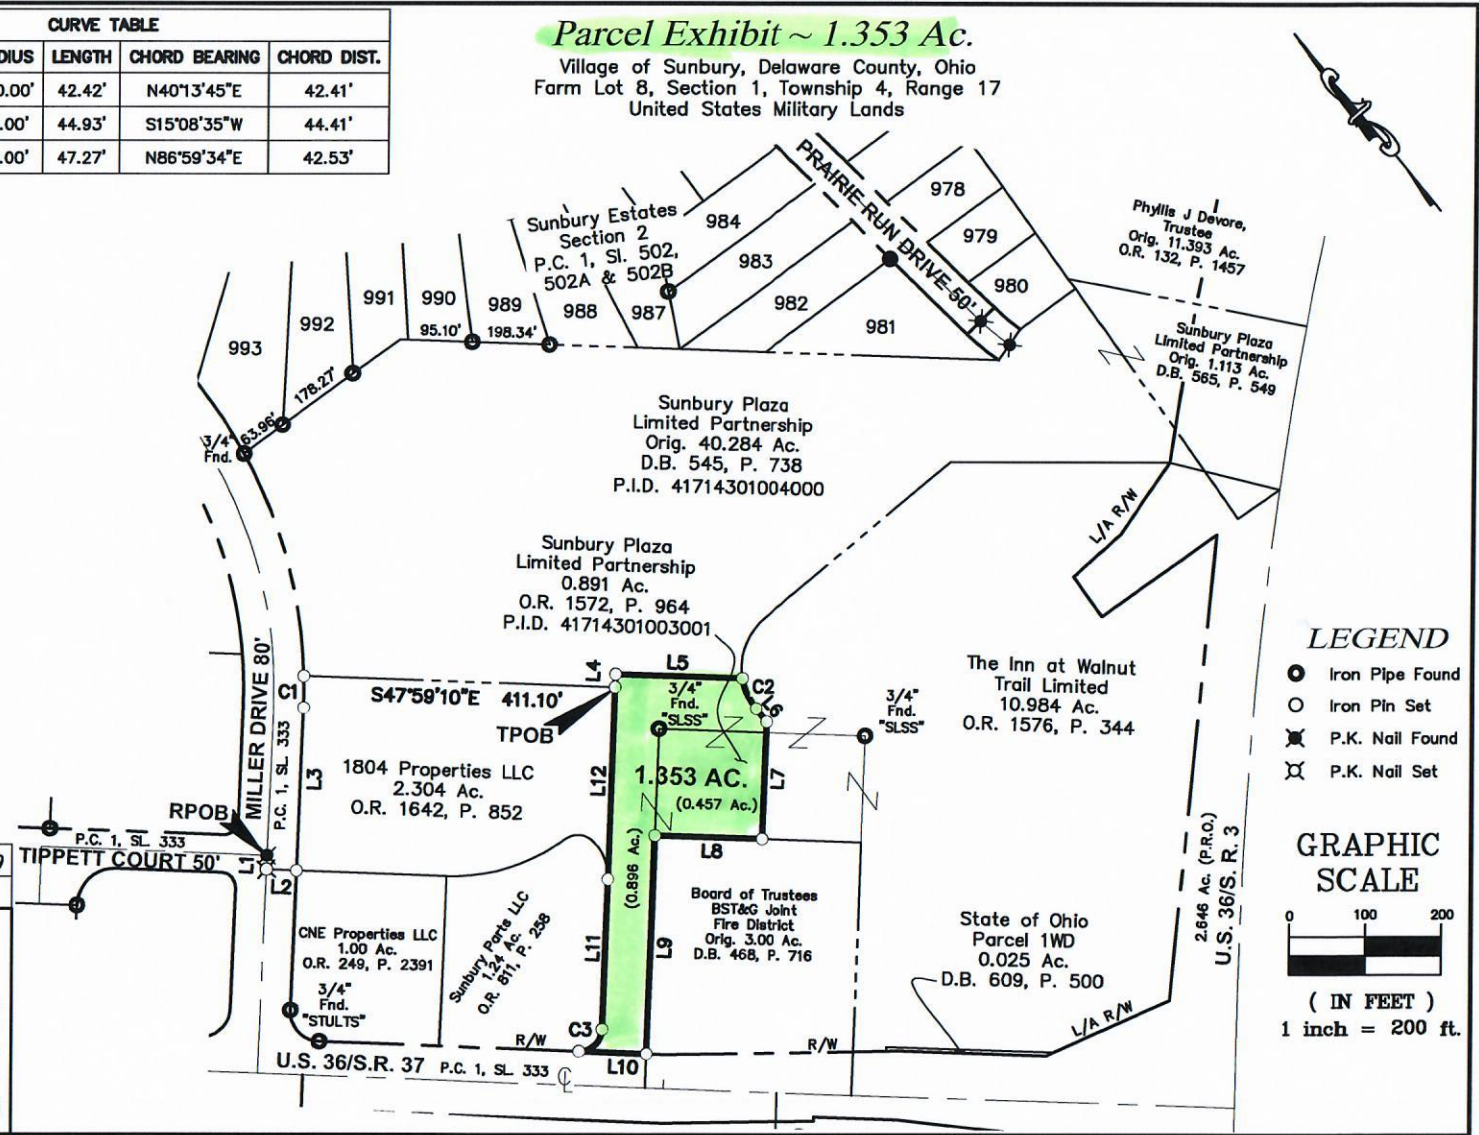 CURVE TABLE
LENGTH CHORD BEARING CHORD DIST.
42.42' N40°13'45"E 42.41'
44.93' S15°08'35"W 44.41'
47.27' N86°59'34"E 42.53'
Parcel Exhibit ~ 1.353 Ac.
Village of Sunbury, Delaware County, Ohio
Farm Lot 8, Section 1, Township 4, Range 17
United States Military Lands
PRAIRIE RUN DRIVE 50'
978
979
980
981
982
983
984
Sunbury Estates
Section 2
P.C. 1, Sl. 502,
502A & 502B
987
988
989
990
991
992
993
95.10'
198.34'
178.27'
63.96'
3/4"
Fnd.
Phyllis J Devore,
Trustee
Orig. 11.393 Ac.
O.R. 132, P. 1457
Sunbury Plaza
Limited Partnership
Orig. 1.113 Ac.
D.B. 565, P. 549
Sunbury Plaza
Limited Partnership
Orig. 40.284 Ac.
D.B. 545, P. 738
P.I.D. 41714301004000
L/A R/W
Sunbury Plaza
Limited Partnership
0.891 Ac.
O.R. 1572, P. 964
P.I.D. 41714301003001
The Inn at Walnut
Trail Limited
10.984 Ac.
O.R. 1576, P. 344
LEGEND
Iron Pipe Found
Iron Pin Set
P.K. Nail Found
P.K. Nail Set
MILLER DRIVE 80'
P.C. 1, SL. 333
C1
L3
L4
L5
C2
L6
S47°59'10"E 411.10'
TPOB
3/4"
Fnd.
"SLSS"
3/4"
Fnd.
"SLSS"
1804 Properties LLC
2.304 Ac.
O.R. 1642, P. 852
L12
1.353 AC.
(0.457 Ac.)
L7
L8
RPOB
P.C. 1, SL. 333
TIPPETT COURT 50'
L1
L2
(0.896 Ac.)
CNE Properties LLC
1.00 Ac.
O.R. 249, P. 2391
3/4"
Fnd.
"STULTS"
Sunbury Parts LLC
1.24 Ac.
O.R. 811, P. 258
L11
L9
Board of Trustees
BST&G Joint
Fire District
Orig. 3.00 Ac.
D.B. 468, P. 716
State of Ohio
Parcel 1WD
0.025 Ac.
D.B. 609, P. 500
2.646 Ac. (P.R.O.)
U.S. 36/S.R. 3
GRAPHIC
SCALE
0 100 200
( IN FEET )
1 inch = 200 ft.
C3
R/W
R/W
L/A R/W
U.S. 36/S.R. 37 P.C. 1, SL. 333
L10